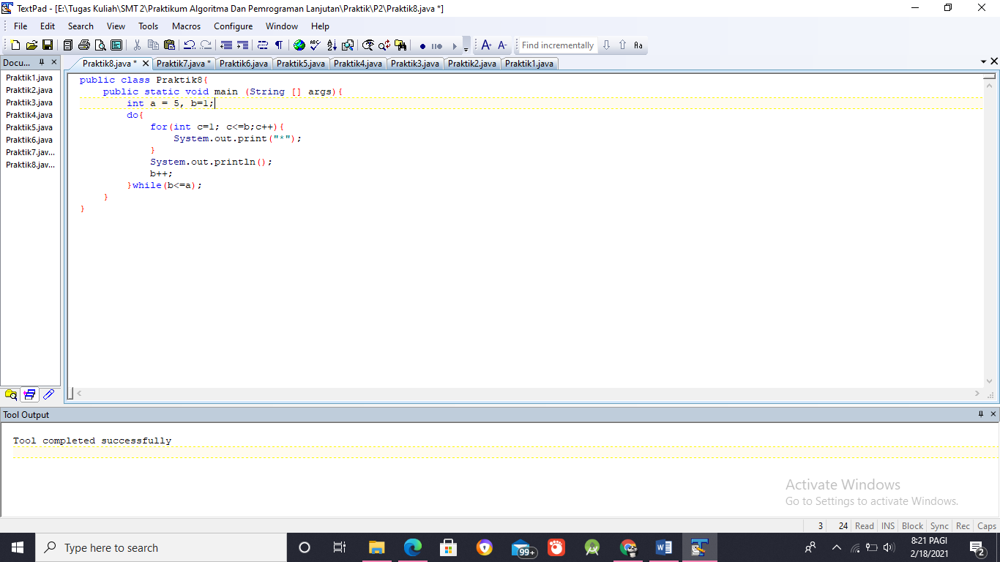 TextPad - [E:\Tugas Kuliah\SMT 2\Praktikum Algoritma Dan Pemrograman Lanjutan\Praktik\P2\Praktik8.java *]
File Edit Search View Tools Macros Configure Window Help
Find incrementally
Docu...
Praktik8.java * Praktik7.java * Praktik6.java Praktik5.java Praktik4.java Praktik3.java Praktik2.java Praktik1.java
Praktik1.java
Praktik2.java
Praktik3.java
Praktik4.java
Praktik5.java
Praktik6.java
Praktik7.jav...
Praktik8.jav...
public class Praktik8{
    public static void main (String [] args){
        int a = 5, b=1;
        do{
            for(int c=1; c<=b;c++){
                System.out.print("*");
            }
            System.out.println();
            b++;
        }while(b<=a);
    }
}
Tool Output
Tool completed successfully
Activate Windows
Go to Settings to activate Windows.
3 24 Read INS Block Sync Rec Caps
Type here to search
99+
8:21 PAGI
2/18/2021
2